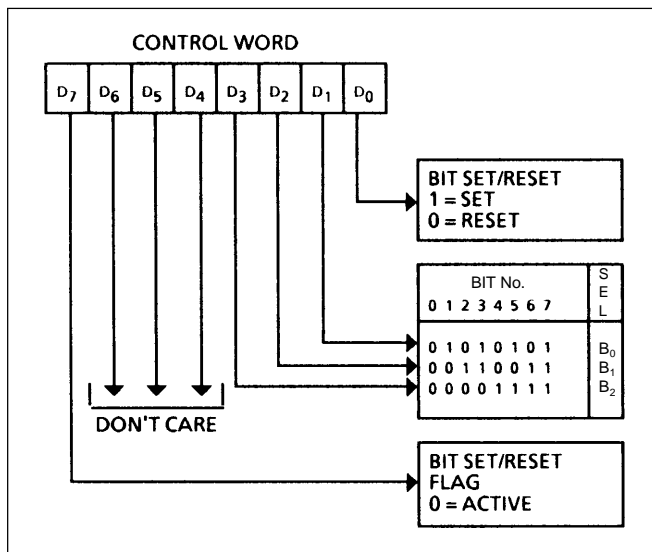 CONTROL WORD
D7 D6 D5 D4 D3 D2 D1 D0
BIT SET/RESET
1 = SET
0 = RESET
BIT No.
0 1 2 3 4 5 6 7
S
E
L
0 1 0 1 0 1 0 1 B0
0 0 1 1 0 0 1 1 B1
0 0 0 0 1 1 1 1 B2
DON'T CARE
BIT SET/RESET
FLAG
0 = ACTIVE